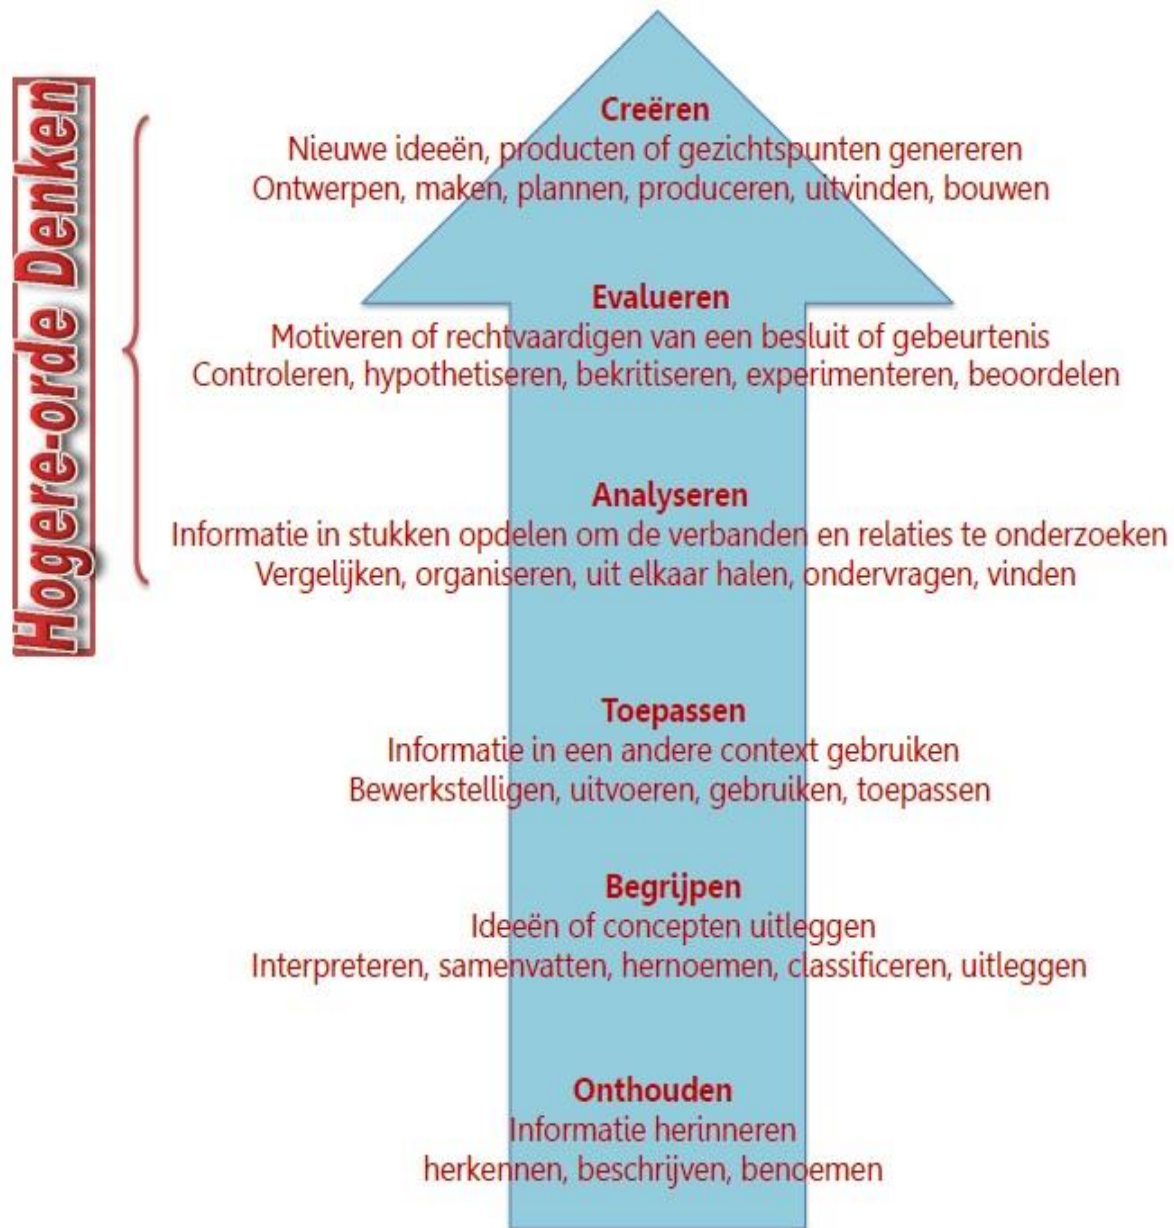 Hogere-orde Denken
Creëren
Nieuwe ideeën, producten of gezichtspunten genereren
Ontwerpen, maken, plannen, produceren, uitvinden, bouwen
Evalueren
Motiveren of rechtvaardigen van een besluit of gebeurtenis
Controleren, hypothetiseren, bekritiseren, experimenteren, beoordelen
Analyseren
Informatie in stukken opdelen om de verbanden en relaties te onderzoeken
Vergelijken, organiseren, uit elkaar halen, ondervragen, vinden
Toepassen
Informatie in een andere context gebruiken
Bewerkstelligen, uitvoeren, gebruiken, toepassen
Begrijpen
Ideeën of concepten uitleggen
Interpreteren, samenvatten, hernoemen, classificeren, uitleggen
Onthouden
Informatie herinneren
herkennen, beschrijven, benoemen